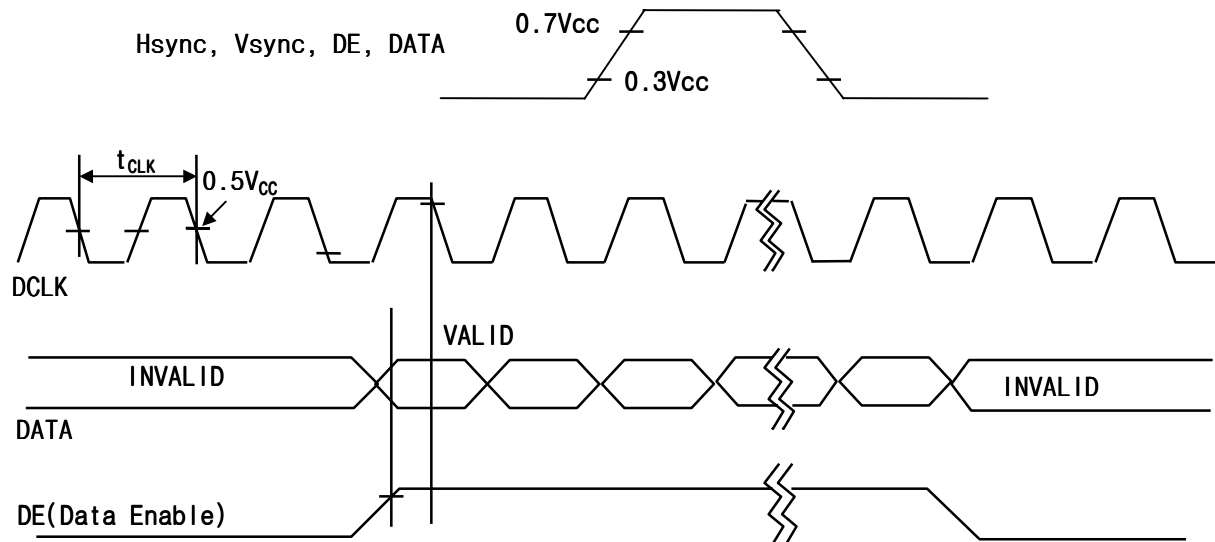 0.7Vcc
Hsync, Vsync, DE, DATA
0.3Vcc
tCLK
0.5VCC
DCLK
VALID
INVALID
INVALID
DATA
DE(Data Enable)